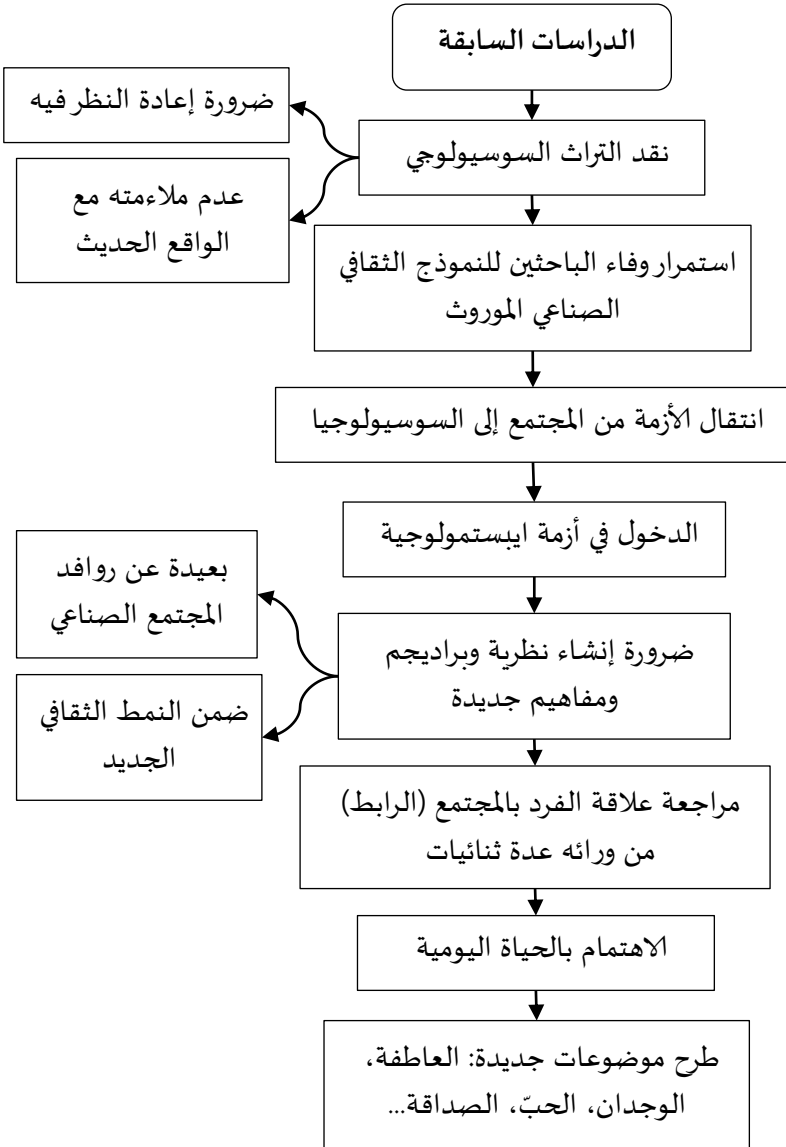 الدراسات السابقة
ضرورة إعادة النظر فيه
نقد التراث السوسيولوجي
عدم ملاءمته مع
الواقع الحديث
استمرار وفاء الباحثين للنموذج الثقافي
الصناعي الموروث
انتقال الأزمة من المجتمع إلى السوسيولوجيا
الدخول في أزمة ايبستمولوجية
بعيدة عن روافد
المجتمع الصناعي
ضرورة إنشاء نظرية وبراديجم
ومفاهيم جديدة
ضمن النمط الثقافي
الجديد
مراجعة علاقة الفرد بالمجتمع (الرابط)
من ورائه عدة ثنائيات
الاهتمام بالحياة اليومية
طرح موضوعات جديدة: العاطفة،
الوجدان، الحبّ، الصداقة...